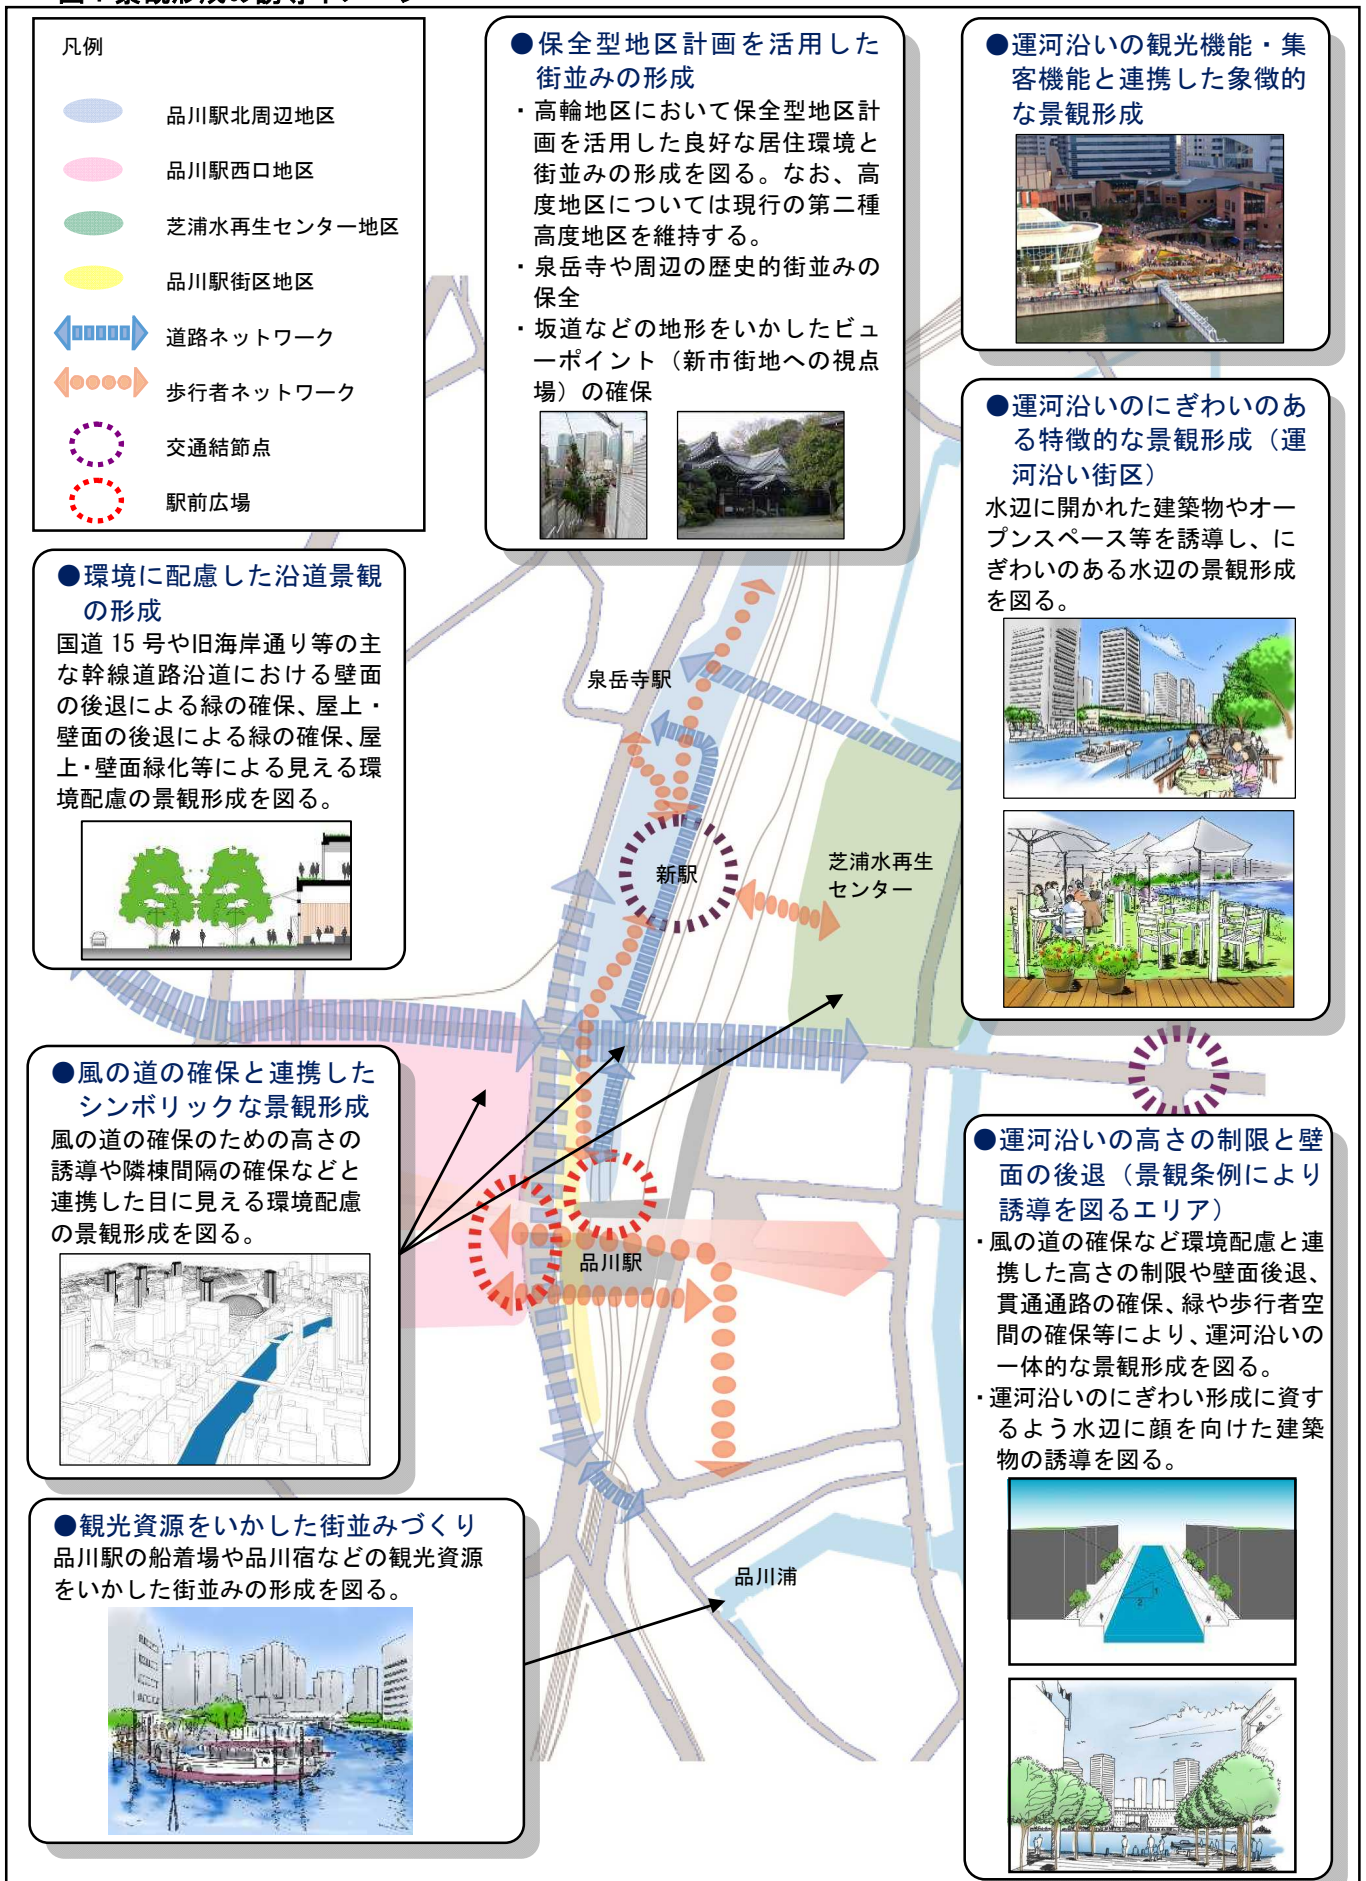 凡例
品川駅北周辺地区
品川駅西口地区
芝浦水再生センター地区
品川駅街区地区
道路ネットワーク
歩行者ネットワーク
交通結節点
駅前広場
●保全型地区計画を活用した
街並みの形成
・高輪地区において保全型地区計
画を活用した良好な居住環境と
街並みの形成を図る。なお、高
度地区については現行の第二種
高度地区を維持する。
・泉岳寺や周辺の歴史的街並みの
保全
・坂道などの地形をいかしたビュ
ーポイント（新市街地への視点
場）の確保
●運河沿いの観光機能・集
客機能と連携した象徴的
な景観形成
●運河沿いのにぎわいのあ
る特徴的な景観形成（運
河沿い街区）
水辺に開かれた建築物やオー
プンスペース等を誘導し、に
ぎわいのある水辺の景観形成
を図る。
●環境に配慮した沿道景観
の形成
国道 15 号や旧海岸通り等の主
な幹線道路沿道における壁面
の後退による緑の確保、屋上・
壁面の後退による緑の確保、屋
上・壁面緑化等による見える環
境配慮の景観形成を図る。
泉岳寺駅
新駅
芝浦水再生
センター
●風の道の確保と連携した
シンボリックな景観形成
風の道の確保のための高さの
誘導や隣棟間隔の確保などと
連携した目に見える環境配慮
の景観形成を図る。
品川駅
●運河沿いの高さの制限と壁
面の後退（景観条例により
誘導を図るエリア）
・風の道の確保など環境配慮と連
携した高さの制限や壁面後退、
貫通通路の確保、緑や歩行者空
間の確保等により、運河沿いの
一体的な景観形成を図る。
・運河沿いのにぎわい形成に資す
るよう水辺に顔を向けた建築
物の誘導を図る。
1
2
●観光資源をいかした街並みづくり
品川駅の船着場や品川宿などの観光資源
をいかした街並みの形成を図る。
品川浦